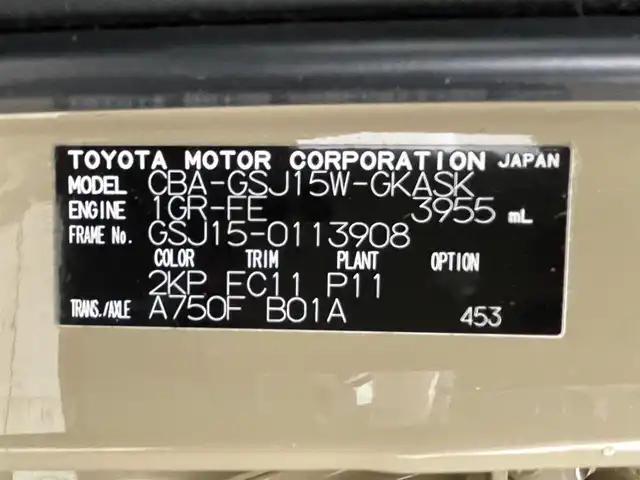 TOYOTA MOTOR CORPORATION JAPAN
MODEL CBA-GSJ15W-GKASK
ENGINE 1GR-FE 3955 mL
FRAME No. GSJ15-0113908
COLOR TRIM PLANT OPTION
2KP FC11 P11
TRANS./AXLE A750F B01A 453